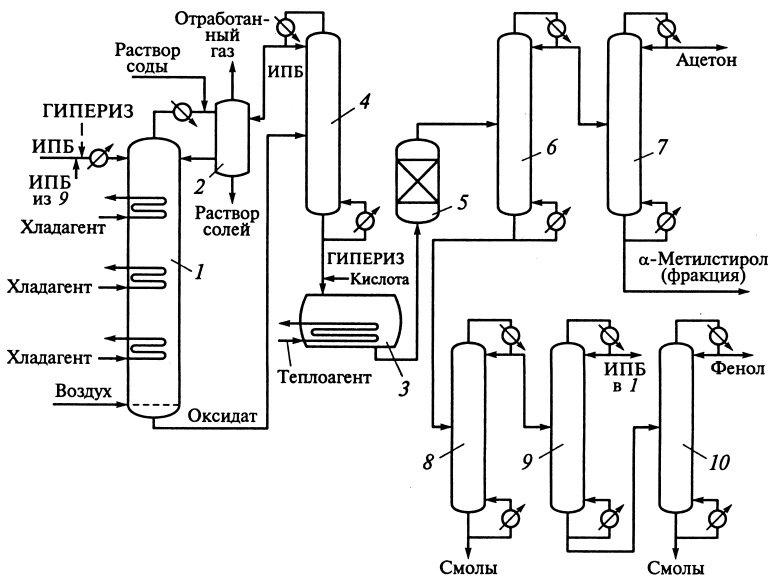 Отработан-
ный газ
Раствор
соды
ИПБ
ГИПЕРИЗ
ИПБ
ИПБ
из 9
2
Раствор
солей
Хладагент
Хладагент
Хладагент
1
Воздух
Оксидат
4
ГИПЕРИЗ
Кислота
Теплоагент
3
5
6
7
Ацетон
α-Метилстирол
(фракция)
8
Смолы
9
ИПБ
в 1
10
Фенол
Смолы